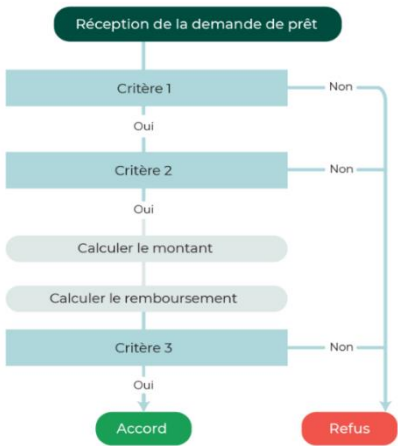 Réception de la demande de prêt
Critère 1
Non
Oui
Critère 2
Non
Oui
Calculer le montant
Calculer le remboursement
Critère 3
Non
Oui
Accord
Refus